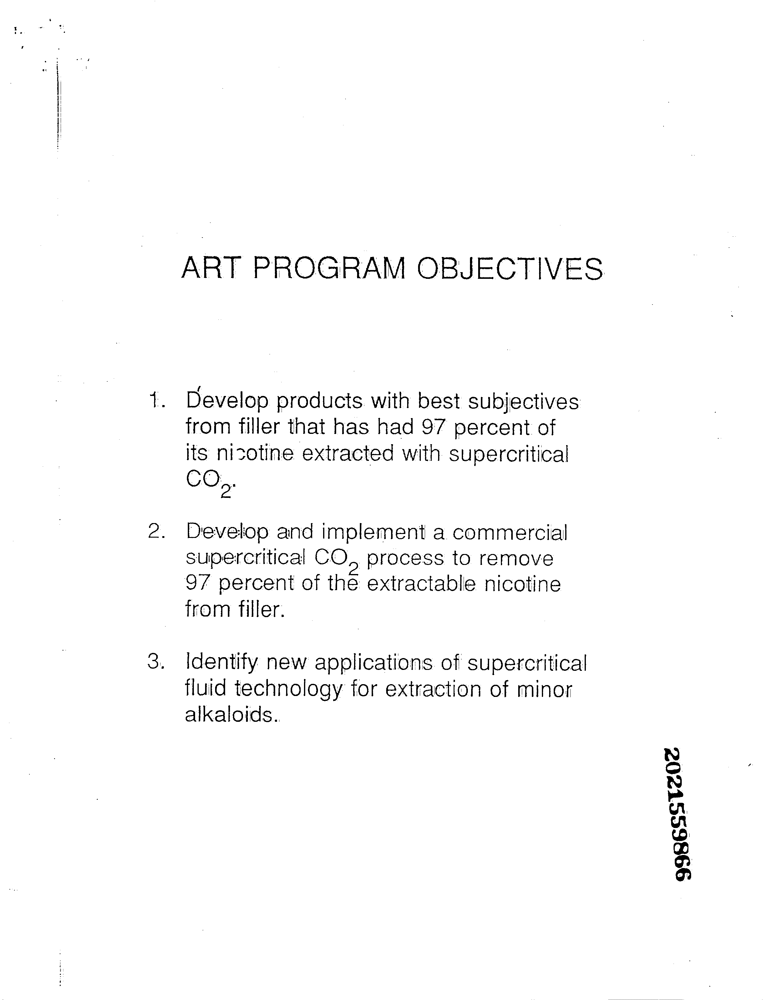 ART PROGRAM OBJECTIVES
1. Develop products with best subjectives
from filler that has had 97 percent of
its nicotine extracted with supercritical
CO₂.
2. Develop and implement a commercial
supercritical CO₂ process to remove
97 percent of the extractable nicotine
from filler.
3. Identify new applications of supercritical
fluid technology for extraction of minor
alkaloids.
2021559866